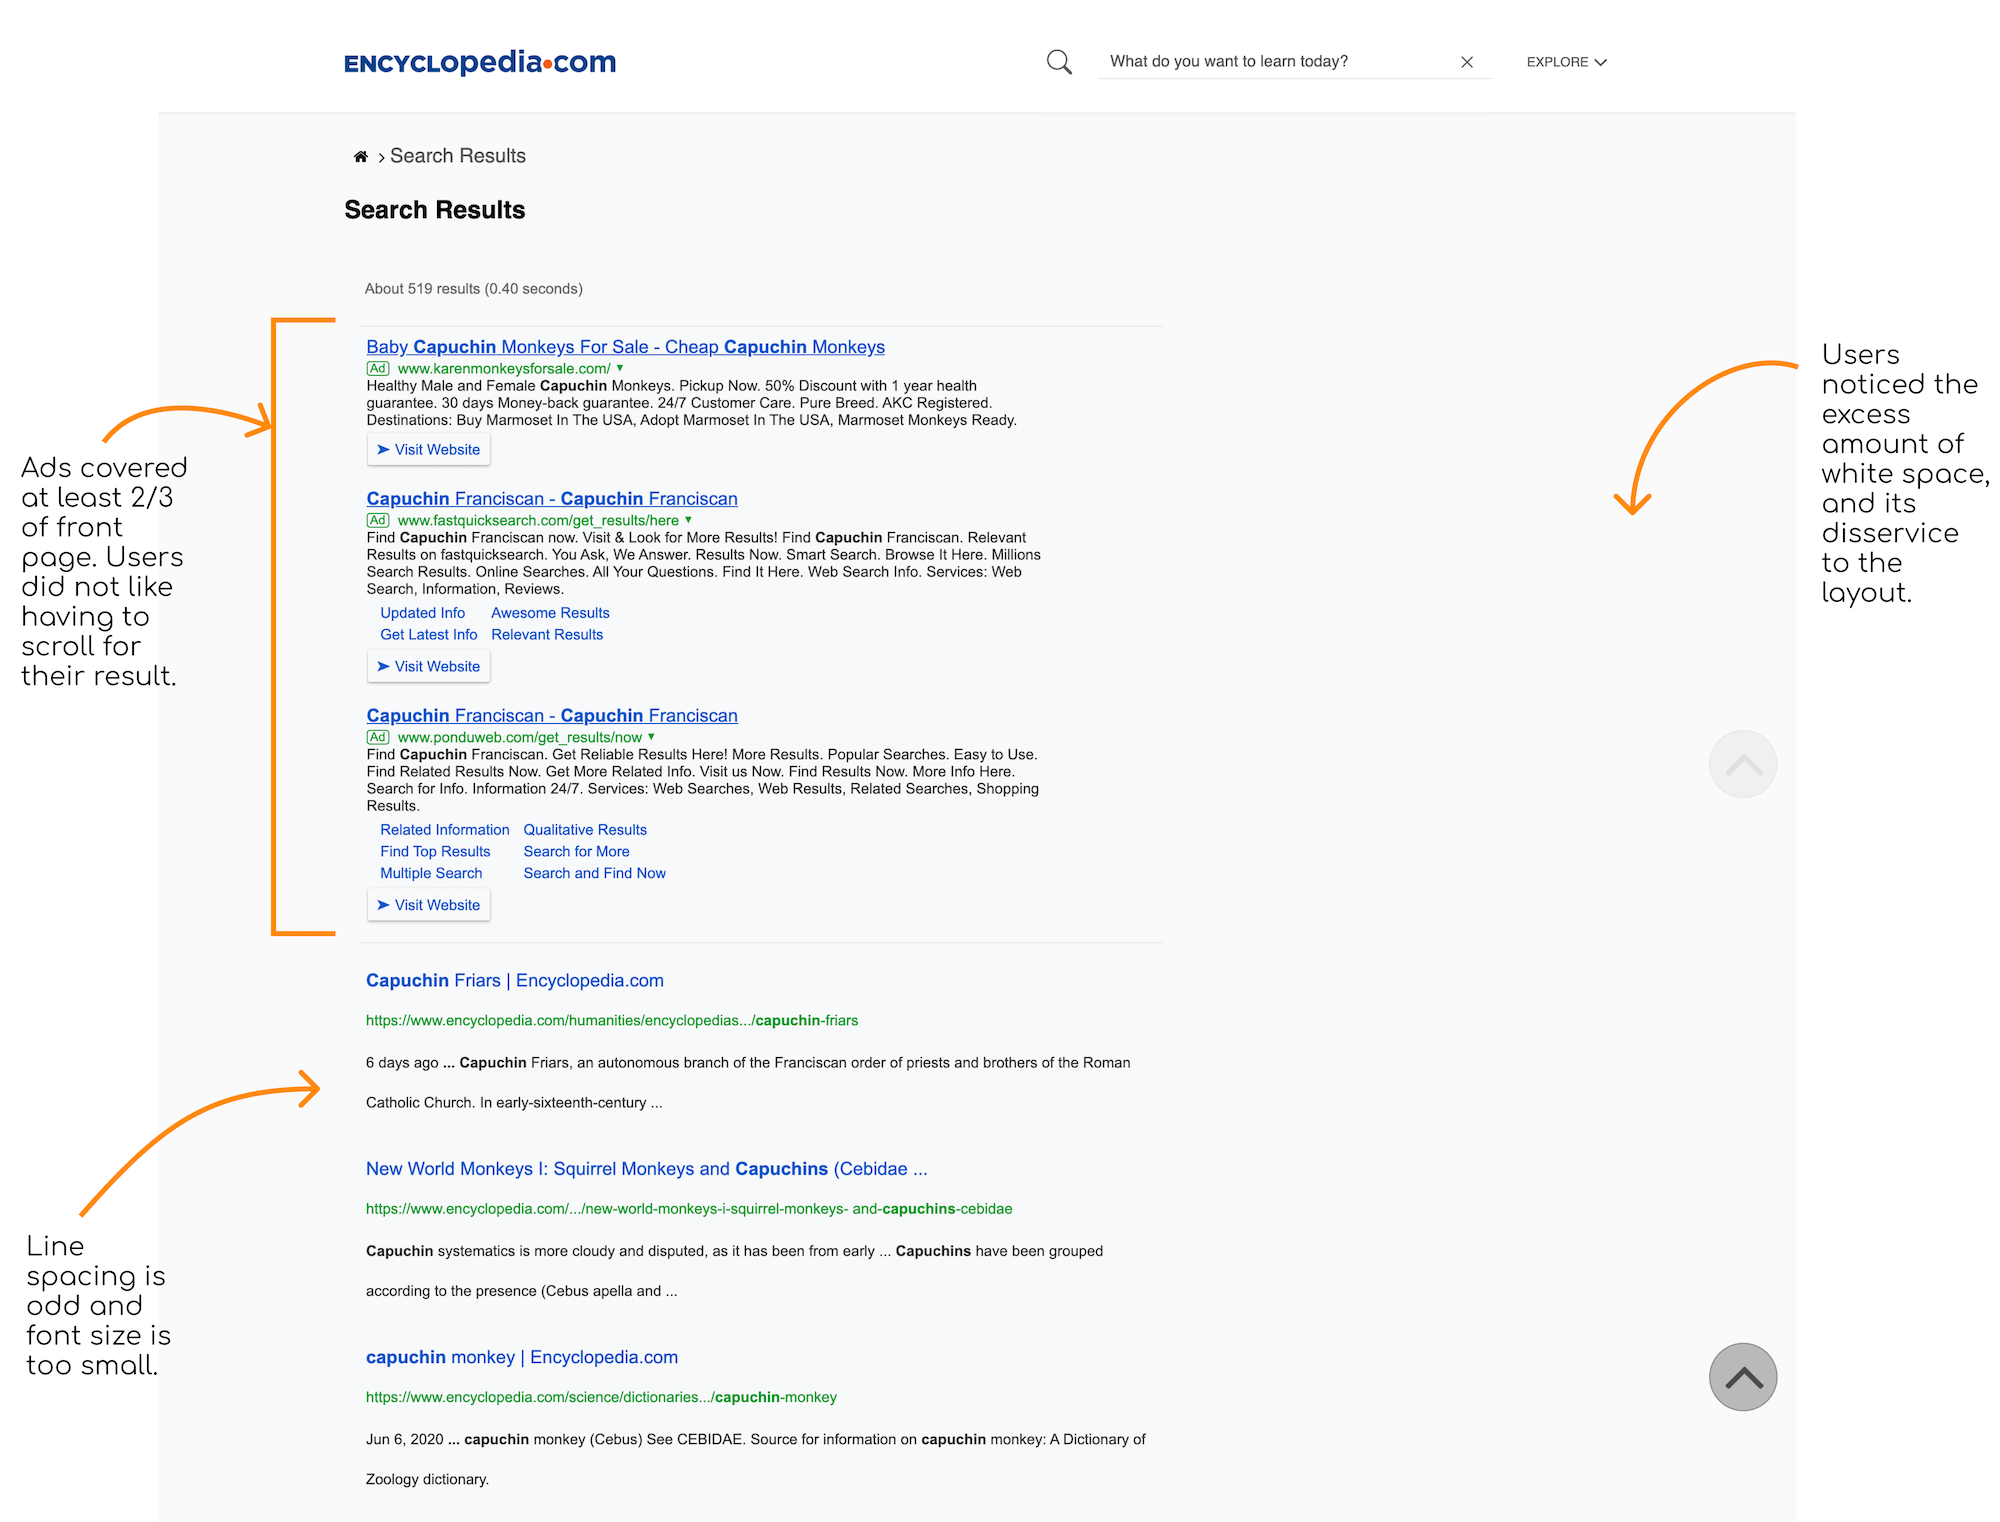 ENCYCLopedia.com
What do you want to learn today?
EXPLORE
Search Results
Search Results
About 519 results (0.40 seconds)
Baby Capuchin Monkeys For Sale - Cheap Capuchin Monkeys
Ad www.karenmonkeysforsale.com/
Healthy Male and Female Capuchin Monkeys. Pickup Now. 50% Discount with 1 year health
guarantee. 30 days Money-back guarantee. 24/7 Customer Care. Pure Breed. AKC Registered.
Destinations: Buy Marmoset In The USA, Adopt Marmoset In The USA, Marmoset Monkeys Ready.
Visit Website
Capuchin Franciscan - Capuchin Franciscan
Ad www.fastquicksearch.com/get_results/here
Find Capuchin Franciscan now. Visit & Look for More Results! Find Capuchin Franciscan. Relevant
Results on fastquicksearch. You Ask, We Answer. Results Now. Smart Search. Browse It Here. Millions
Search Results. Online Searches. All Your Questions. Find It Here. Web Search Info. Services: Web
Search, Information, Reviews.
Updated Info Awesome Results
Get Latest Info Relevant Results
Visit Website
Capuchin Franciscan - Capuchin Franciscan
Ad www.ponduweb.com/get_results/now
Find Capuchin Franciscan. Get Reliable Results Here! More Results. Popular Searches. Easy to Use.
Find Related Results Now. Get More Related Info. Visit us Now. Find Results Now. More Info Here.
Search for Info. Information 24/7. Services: Web Searches, Web Results, Related Searches, Shopping
Results.
Related Information Qualitative Results
Find Top Results Search for More
Multiple Search Search and Find Now
Visit Website
Capuchin Friars | Encyclopedia.com
https://www.encyclopedia.com/humanities/encyclopedias.../capuchin-friars
6 days ago ... Capuchin Friars, an autonomous branch of the Franciscan order of priests and brothers of the Roman
Catholic Church. In early-sixteenth-century ...
New World Monkeys I: Squirrel Monkeys and Capuchins (Cebidae ...
https://www.encyclopedia.com/.../new-world-monkeys-i-squirrel-monkeys- and-capuchins-cebidae
Capuchin systematics is more cloudy and disputed, as it has been from early ... Capuchins have been grouped
according to the presence (Cebus apella and ...
capuchin monkey | Encyclopedia.com
https://www.encyclopedia.com/science/dictionaries.../capuchin-monkey
Jun 6, 2020 ... capuchin monkey (Cebus) See CEBIDAE. Source for information on capuchin monkey: A Dictionary of
Zoology dictionary.
Ads covered
at least 2/3
of front
page. Users
did not like
having to
scroll for
their result.
Line
spacing is
odd and
font size is
too small.
Users
noticed the
excess
amount of
white space,
and its
disservice
to the
layout.